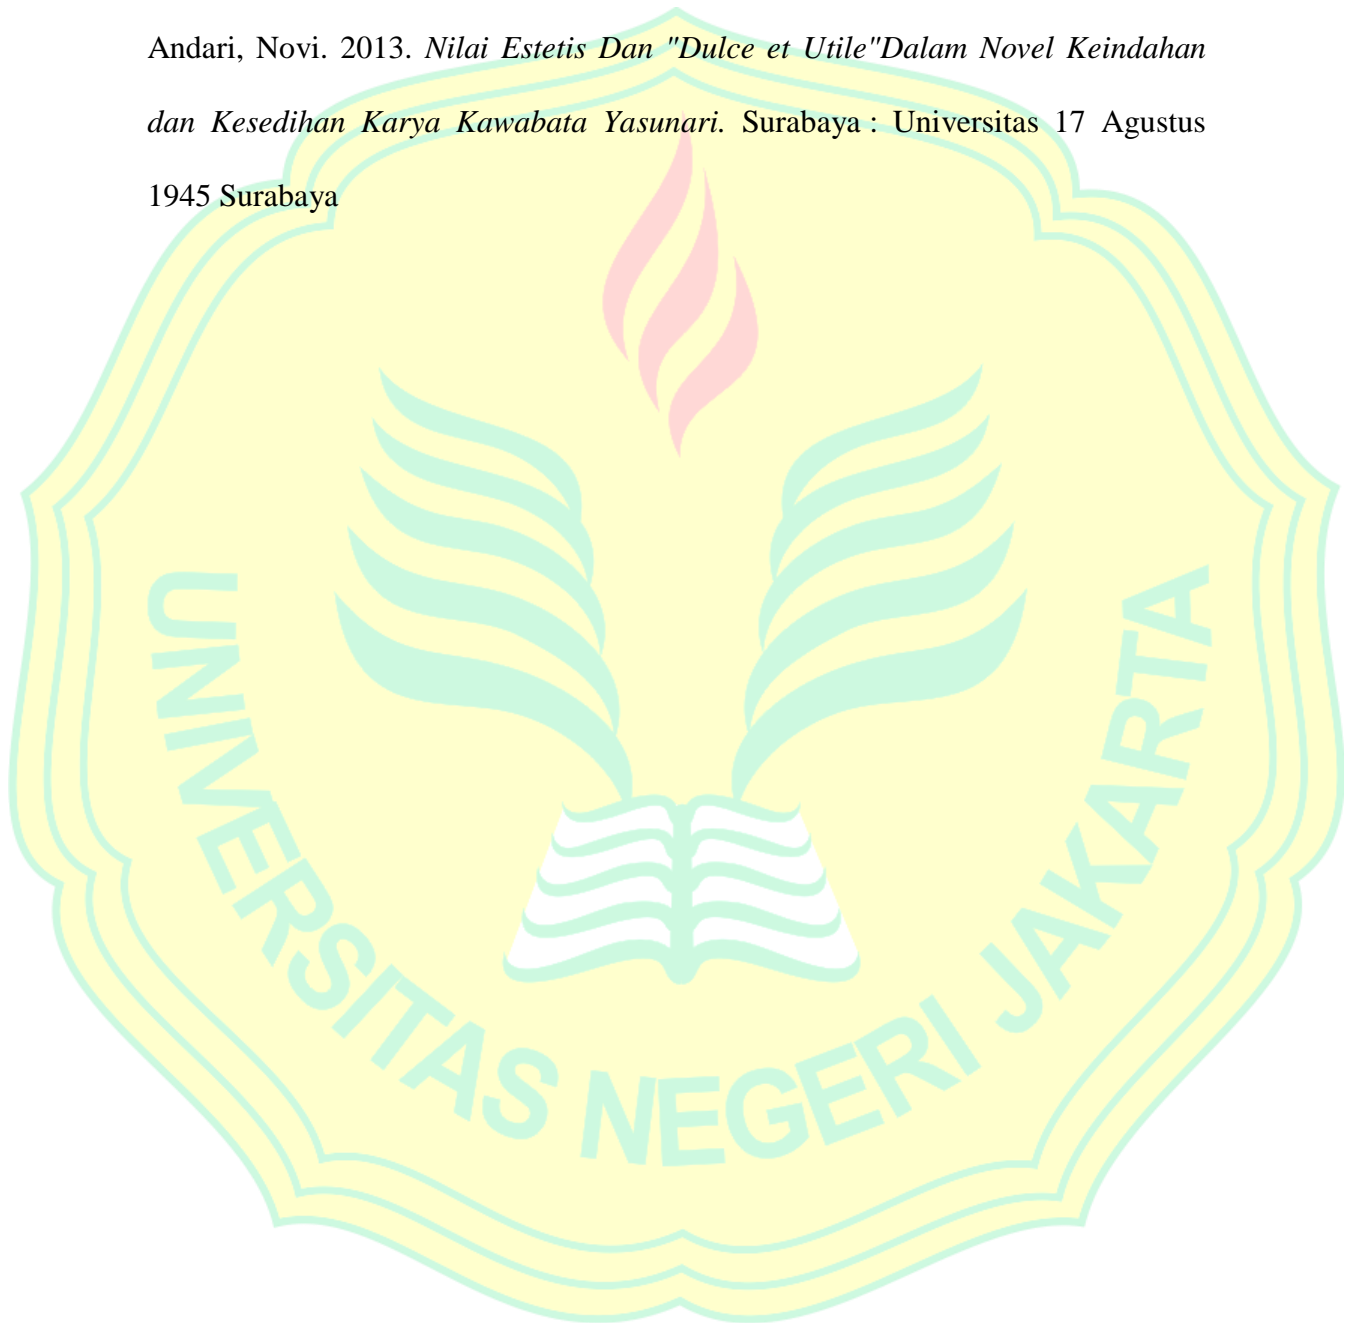 Andari, Novi. 2013. Nilai Estetis Dan "Dulce et Utile"Dalam Novel Keindahan
dan Kesedihan Karya Kawabata Yasunari. Surabaya : Universitas 17 Agustus
1945 Surabaya
UNIVERSITAS NEGERI JAKARTA